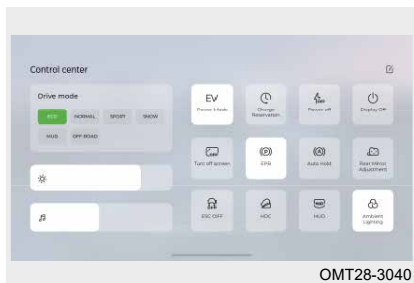 Control center
Drive mode
ECO NORMAL SPORT SNOW
MUD OFF-ROAD
EV
Power Mode
Charge
Reservation
Power off
Display Off
Turn off screen
EPB
Auto Hold
Rear Mirror
Adjustment
ESC OFF
HDC
HUD
Ambient
Lighting
OMT28-3040